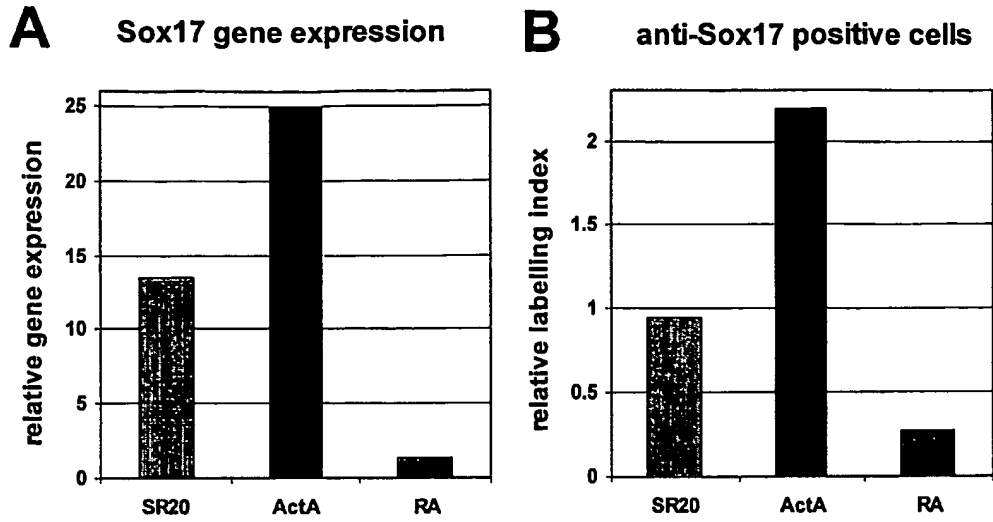 A Sox17 gene expression
relative gene expression
25
20
15
10
5
0
SR20 ActA RA
B anti-Sox17 positive cells
relative labelling index
2
1.5
1
0.5
0
SR20 ActA RA